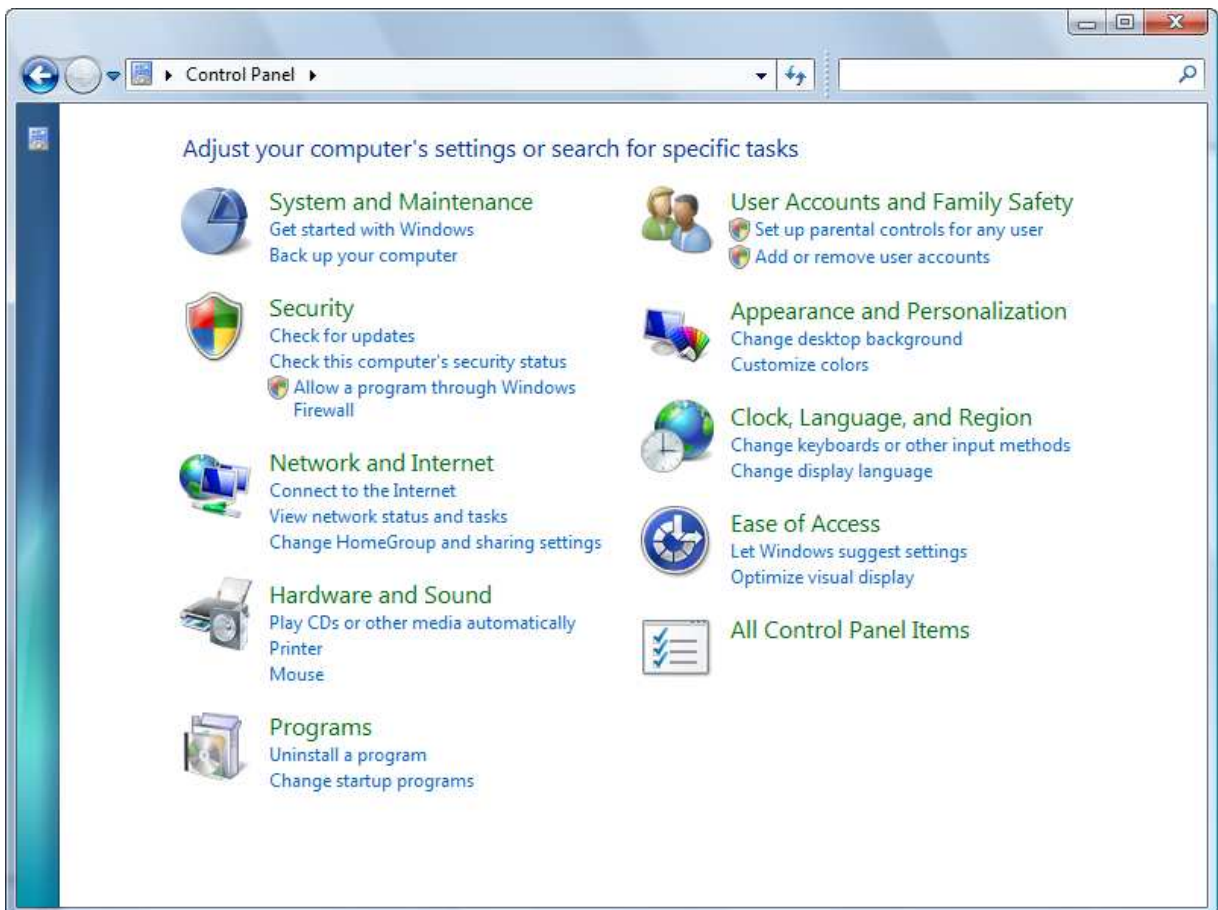 Control Panel
Adjust your computer's settings or search for specific tasks
System and Maintenance
Get started with Windows
Back up your computer
Security
Check for updates
Check this computer's security status
Allow a program through Windows
Firewall
Network and Internet
Connect to the Internet
View network status and tasks
Change HomeGroup and sharing settings
Hardware and Sound
Play CDs or other media automatically
Printer
Mouse
Programs
Uninstall a program
Change startup programs
User Accounts and Family Safety
Set up parental controls for any user
Add or remove user accounts
Appearance and Personalization
Change desktop background
Customize colors
Clock, Language, and Region
Change keyboards or other input methods
Change display language
Ease of Access
Let Windows suggest settings
Optimize visual display
All Control Panel Items